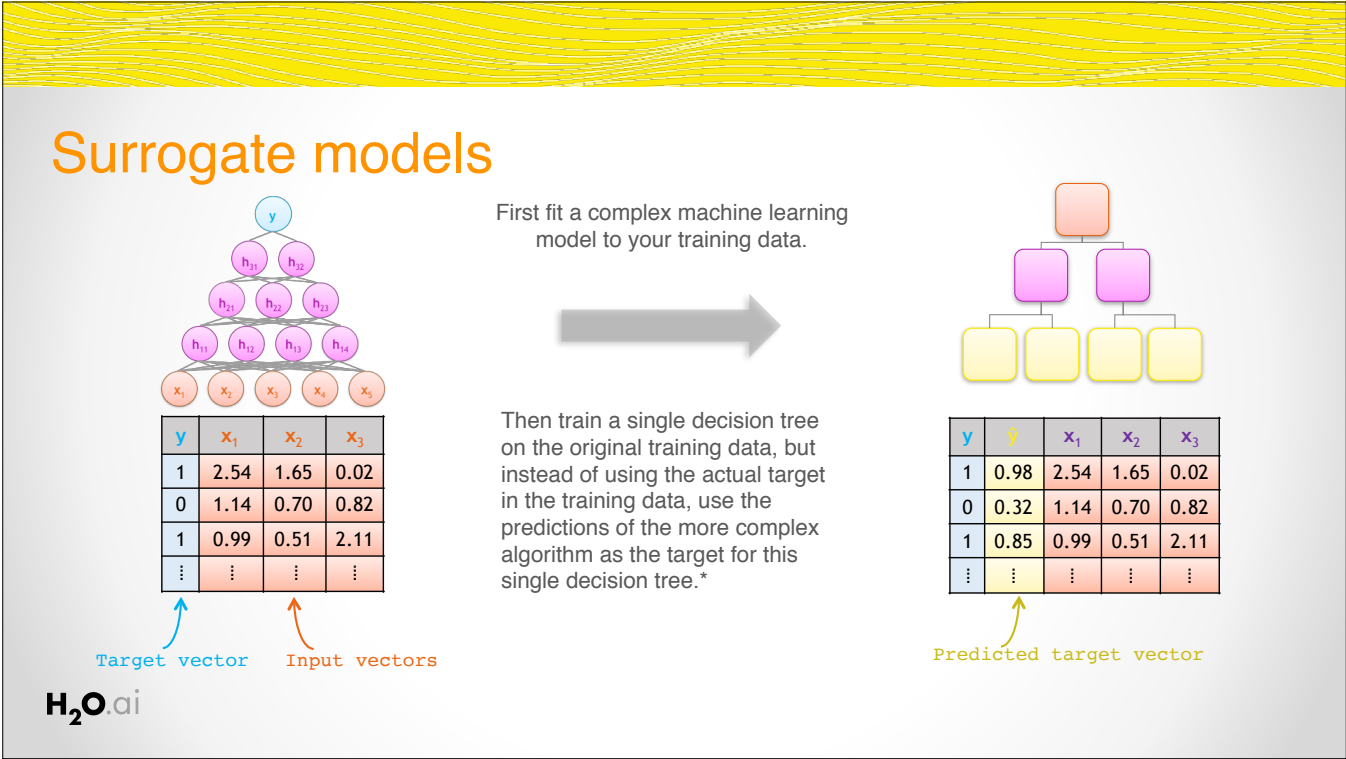 Surrogate models
y
h31 h32
h21 h22 h23
h11 h12 h13 h14
x1 x2 x3 x4 x5
y x1 x2 x3
1 2.54 1.65 0.02
0 1.14 0.70 0.82
1 0.99 0.51 2.11
⁞ ⁞ ⁞ ⁞
Target vector
Input vectors
First fit a complex machine learning
model to your training data.
Then train a single decision tree
on the original training data, but
instead of using the actual target
in the training data, use the
predictions of the more complex
algorithm as the target for this
single decision tree.*
y ŷ x1 x2 x3
1 0.98 2.54 1.65 0.02
0 0.32 1.14 0.70 0.82
1 0.85 0.99 0.51 2.11
⁞ ⁞ ⁞ ⁞ ⁞
Predicted target vector
H2O.ai